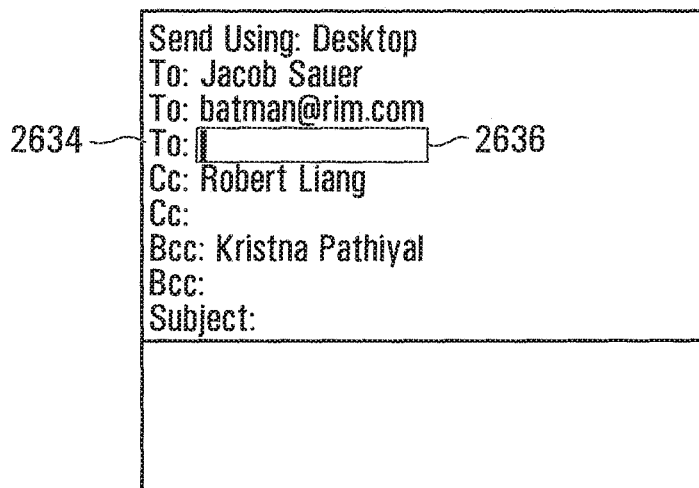 Send Using: Desktop
To: Jacob Sauer
To: batman@rim.com
2634 To: 2636
Cc: Robert Liang
Cc:
Bcc: Kristna Pathiyal
Bcc:
Subject: